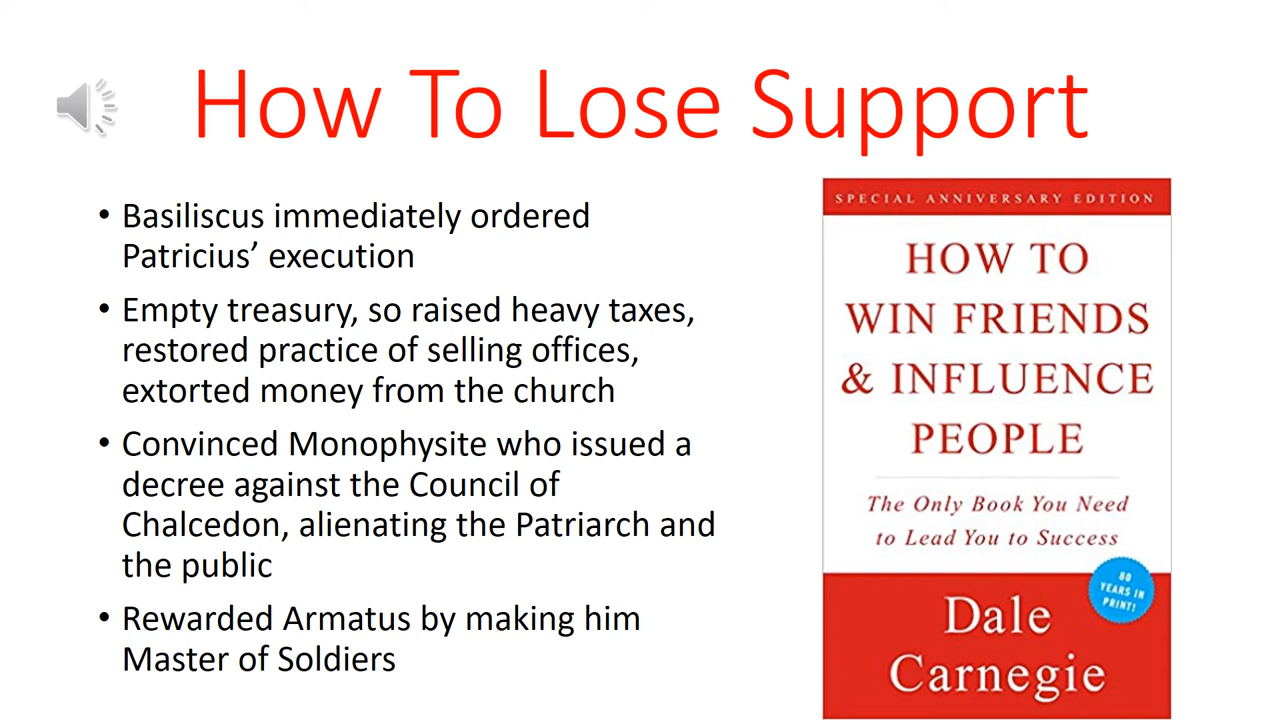 How To Lose Support
• Basiliscus immediately ordered
Patricius’ execution
• Empty treasury, so raised heavy taxes,
restored practice of selling offices,
extorted money from the church
• Convinced Monophysite who issued a
decree against the Council of
Chalcedon, alienating the Patriarch and
the public
• Rewarded Armatus by making him
Master of Soldiers
SPECIAL ANNIVERSARY EDITION
HOW TO
WIN FRIENDS
& INFLUENCE
PEOPLE
The Only Book You Need
to Lead You to Success
80
YEARS IN
PRINT!
Dale
Carnegie